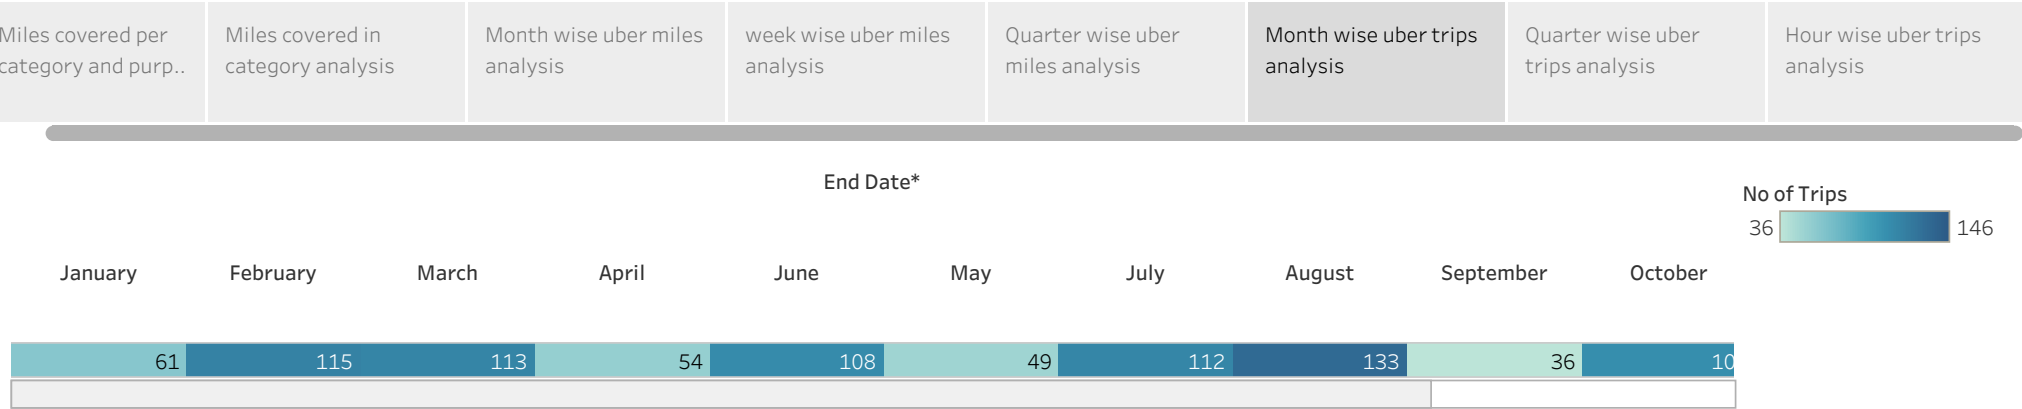 Miles covered per
category and purp..
Miles covered in
category analysis
Month wise uber miles
analysis
week wise uber miles
analysis
Quarter wise uber
miles analysis
Month wise uber trips
analysis
Quarter wise uber
trips analysis
Hour wise uber trips
analysis
End Date*
No of Trips
36 146
January February March April June May July August September October
61 115 113 54 108 49 112 133 36 10